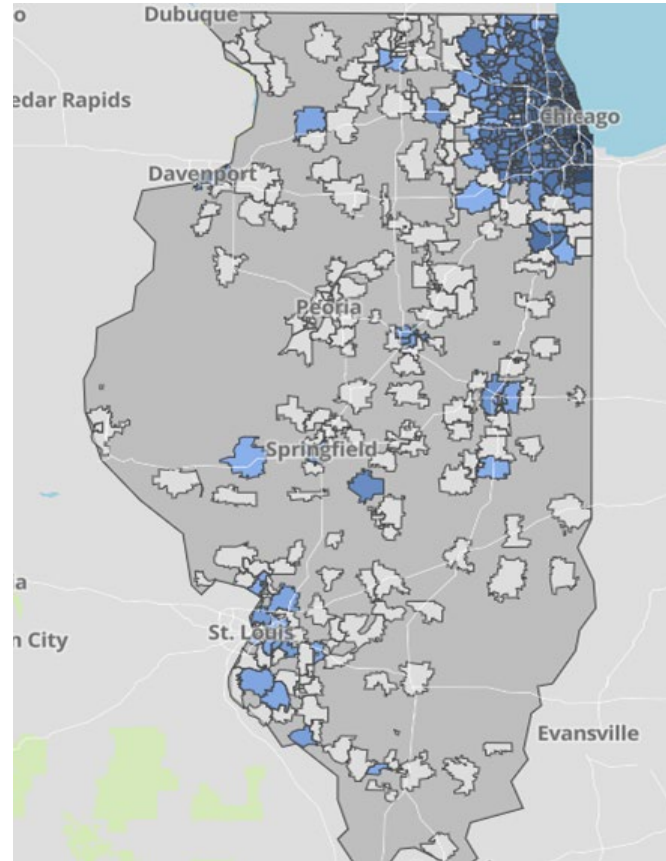 o
Dubuque
edar Rapids
Chicago
Davenport
Peoria
Springfield
a
St. Louis
n City
Evansville